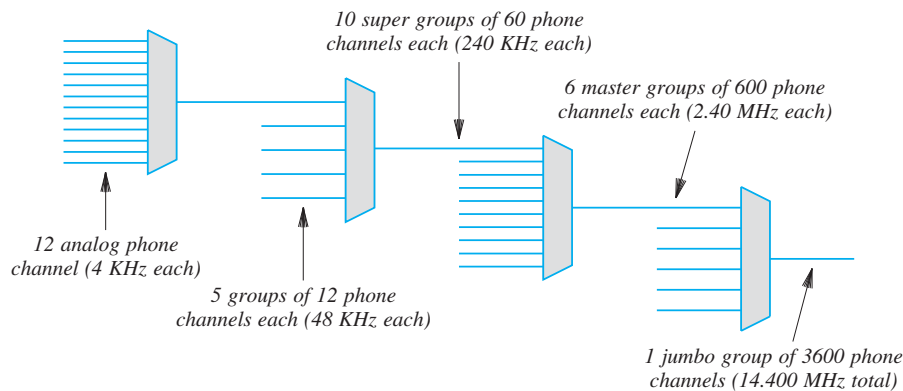 10 super groups of 60 phone
channels each (240 KHz each)
6 master groups of 600 phone
channels each (2.40 MHz each)
12 analog phone
channel (4 KHz each)
5 groups of 12 phone
channels each (48 KHz each)
1 jumbo group of 3600 phone
channels (14.400 MHz total)